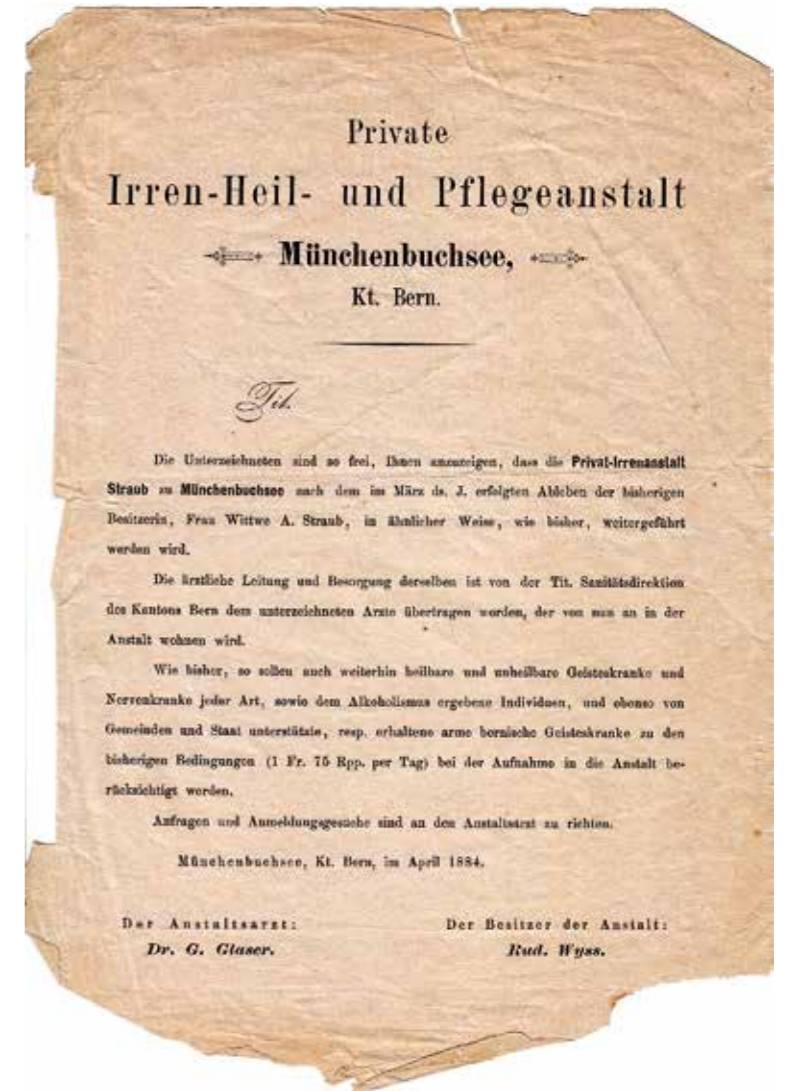 Private
Irren-Heil- und Pflegeanstalt
Münchenbuchsee,
Kt. Bern.
Tit.
Die Unterzeichneten sind so frei, Ihnen anzuzeigen, dass die Privat-Irrenanstalt
Straub zu Münchenbuchsee nach dem im März ds. J. erfolgten Ableben der bisherigen
Besitzerin, Frau Wittwe A. Straub, in ähnlicher Weise, wie bisher, weitergeführt
werden wird.
Die ärztliche Leitung und Besorgung derselben ist von der Tit. Sanitätsdirektion
des Kantons Bern dem unterzeichneten Arzte übertragen worden, der von nun an in der
Anstalt wohnen wird.
Wie bisher, so sollen auch weiterhin heilbare und unheilbare Geisteskranke und
Nervenkranke jeder Art, sowie dem Alkoholismus ergebene Individuen, und ebenso von
Gemeinden und Staat unterstützte, resp. erhaltene arme bernische Geisteskranke zu den
bisherigen Bedingungen (1 Fr. 75 Rpp. per Tag) bei der Aufnahme in die Anstalt be-
rücksichtigt werden.
Anfragen und Anmeldungsgesuche sind an den Anstaltsarzt zu richten.
Münchenbuchsee, Kt. Bern, im April 1884.
Der Anstaltsarzt:
Dr. G. Glaser.
Der Besitzer der Anstalt:
Rud. Wyss.